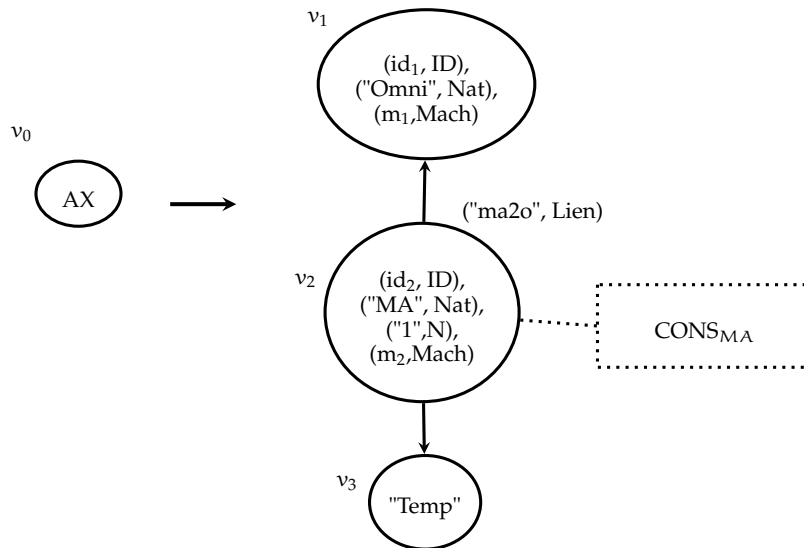 v₁
(id₁, ID),
("Omni", Nat),
(m₁,Mach)
v₀
AX
("ma2o", Lien)
v₂
(id₂, ID),
("MA", Nat),
("1",N),
(m₂,Mach)
CONS_MA
v₃
"Temp"